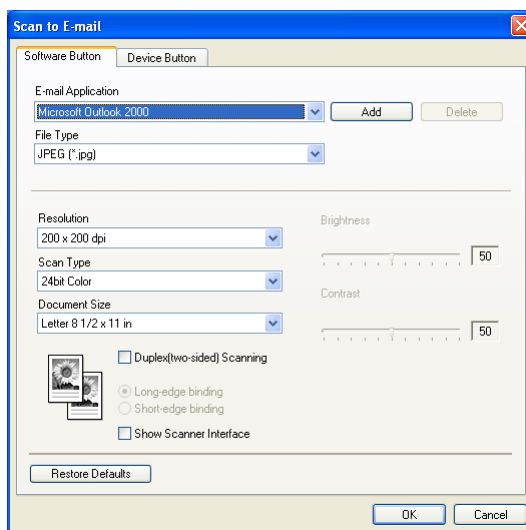 Scan to E-mail
Software Button
Device Button
E-mail Application
Microsoft Outlook 2000
Add
Delete
File Type
JPEG (*.jpg)
Resolution
200 x 200 dpi
Scan Type
24bit Color
Document Size
Letter 8 1/2 x 11 in
Brightness
50
Contrast
50
Duplex(two-sided) Scanning
Long-edge binding
Short-edge binding
Show Scanner Interface
Restore Defaults
OK
Cancel